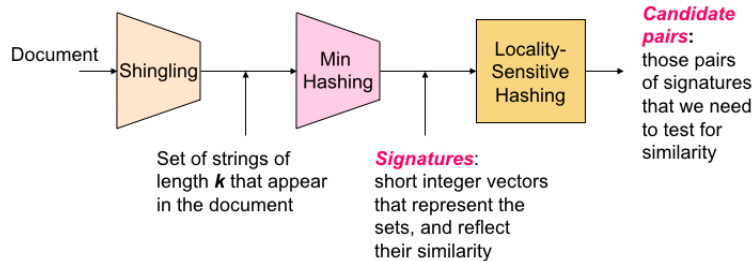 Document
Shingling
Min
Hashing
Locality-
Sensitive
Hashing
Candidate
pairs:
those pairs
of signatures
that we need
to test for
similarity
Set of strings of
length k that appear
in the document
Signatures:
short integer vectors
that represent the
sets, and reflect
their similarity